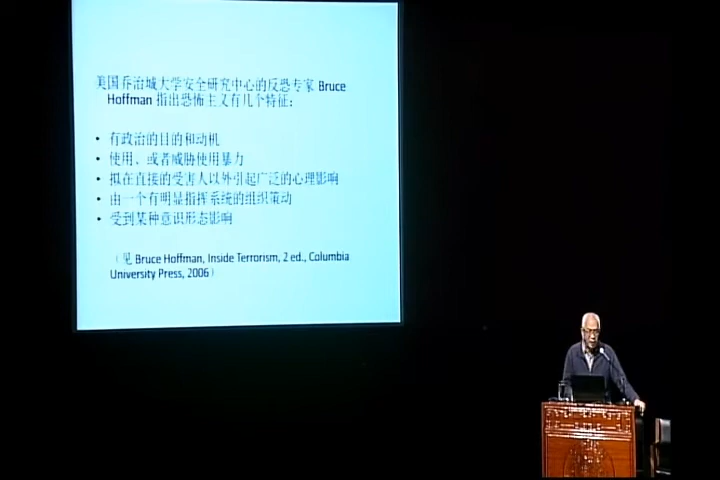 美国乔治城大学安全研究中心的反恐专家 Bruce
Hoffman 指出恐怖主义有几个特征：
• 有政治的目的和动机
• 使用、或者威胁使用暴力
• 拟在直接的受害人以外引起广泛的心理影响
• 由一个有明显指挥系统的组织策动
• 受到某种意识形态影响
（见 Bruce Hoffman, Inside Terrorism, 2 ed., Columbia
University Press, 2006）